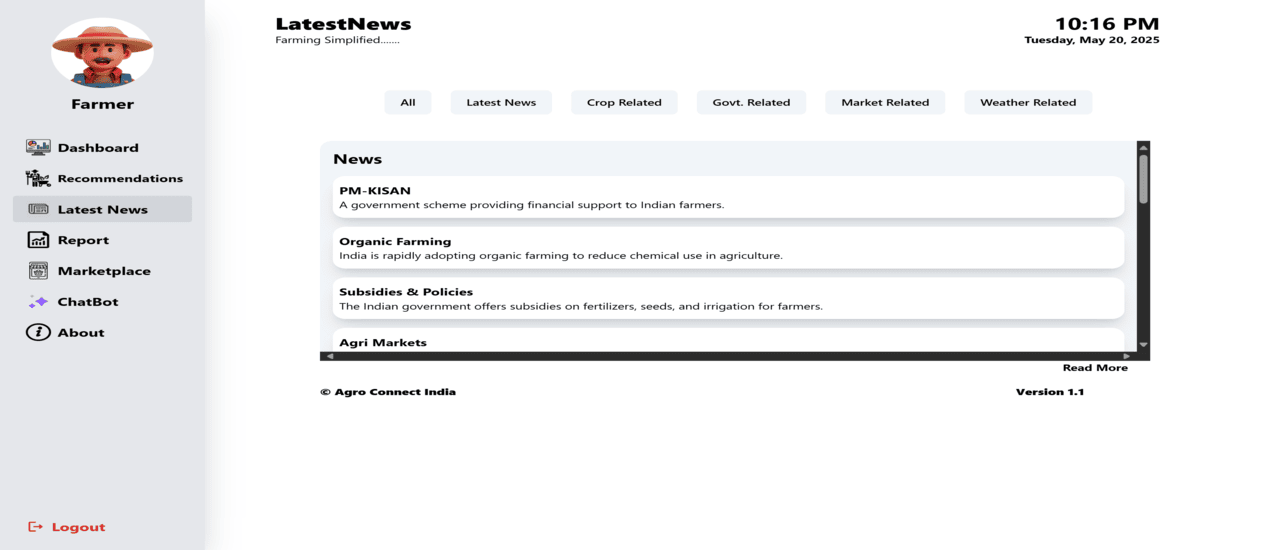 Farmer
Dashboard
Recommendations
Latest News
Report
Marketplace
ChatBot
About
Logout
LatestNews
Farming Simplified.......
10:16 PM
Tuesday, May 20, 2025
All
Latest News
Crop Related
Govt. Related
Market Related
Weather Related
News
PM-KISAN
A government scheme providing financial support to Indian farmers.
Organic Farming
India is rapidly adopting organic farming to reduce chemical use in agriculture.
Subsidies & Policies
The Indian government offers subsidies on fertilizers, seeds, and irrigation for farmers.
Agri Markets
Read More
© Agro Connect India
Version 1.1